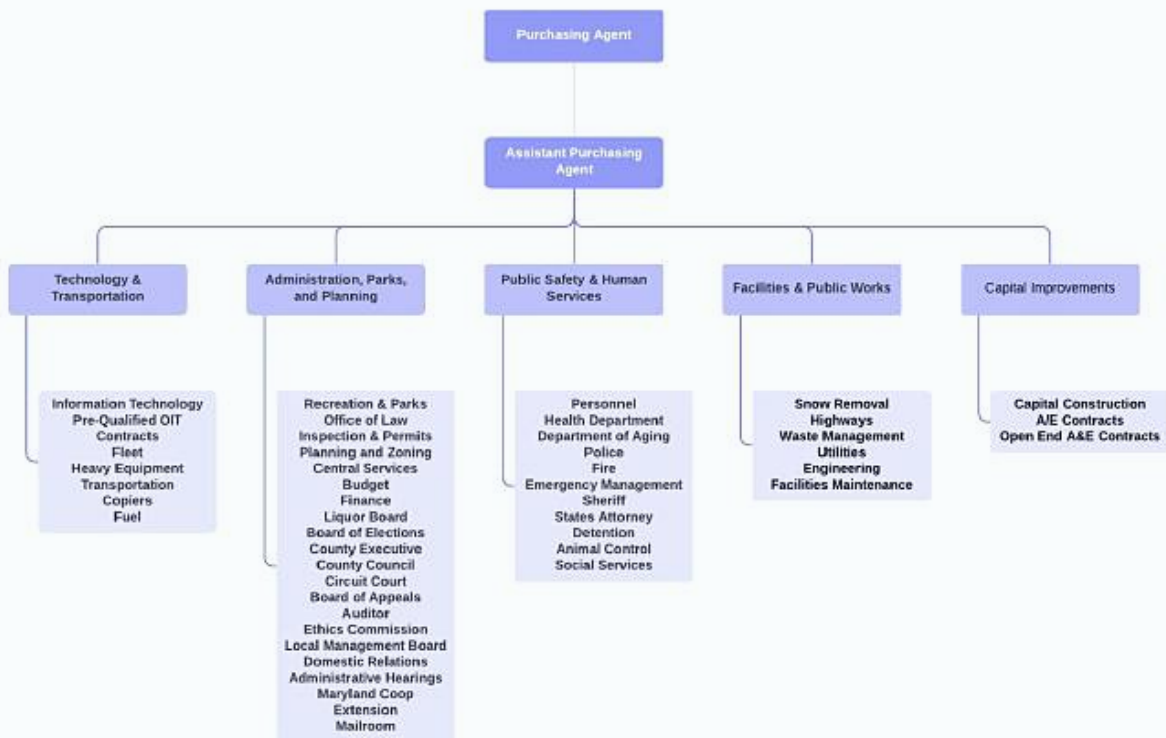 Purchasing Agent
Assistant Purchasing
Agent
Technology &
Transportation
Administration, Parks,
and Planning
Public Safety & Human
Services
Facilities & Public Works
Capital Improvements
Information Technology
Pre-Qualified OIT
Contracts
Fleet
Heavy Equipment
Transportation
Copiers
Fuel
Recreation & Parks
Office of Law
Inspection & Permits
Planning and Zoning
Central Services
Budget
Finance
Liquor Board
Board of Elections
County Executive
County Council
Circuit Court
Board of Appeals
Auditor
Ethics Commission
Local Management Board
Domestic Relations
Administrative Hearings
Maryland Coop
Extension
Mailroom
Personnel
Health Department
Department of Aging
Police
Fire
Emergency Management
Sheriff
States Attorney
Detention
Animal Control
Social Services
Snow Removal
Highways
Waste Management
Utilities
Engineering
Facilities Maintenance
Capital Construction
A/E Contracts
Open End A&E Contracts